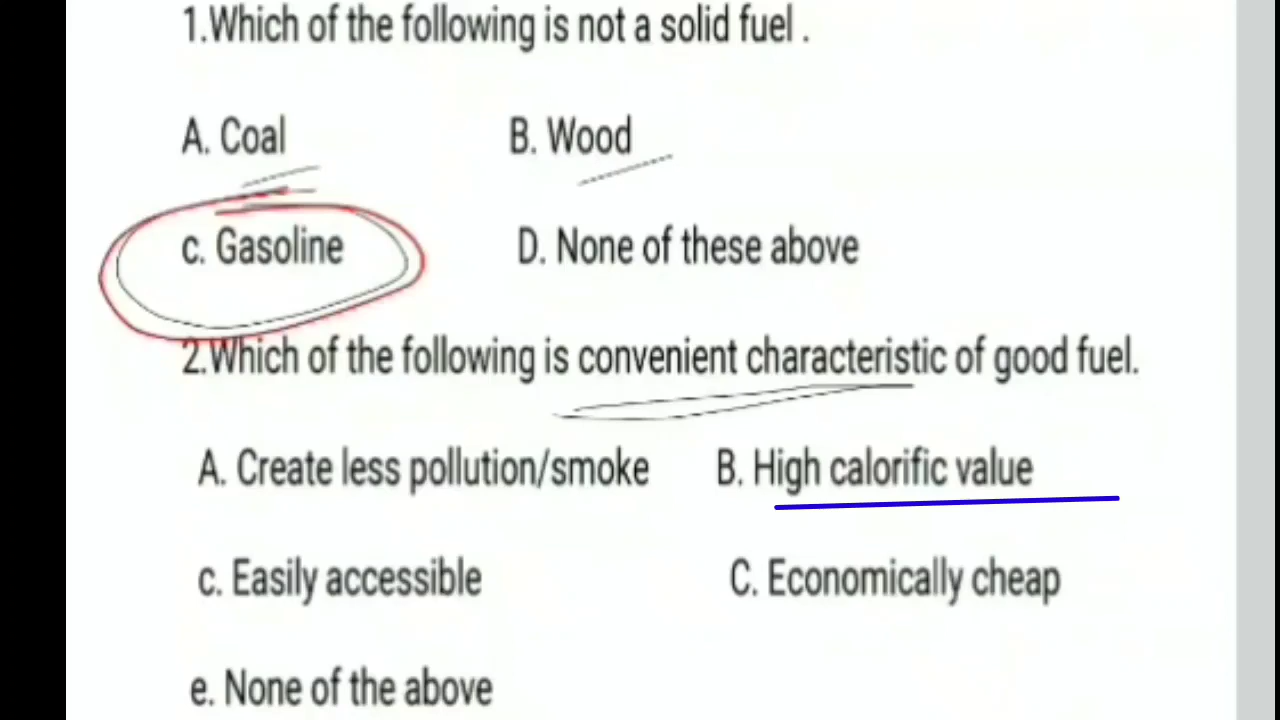 1.Which of the following is not a solid fuel .
A. Coal B. Wood
c. Gasoline D. None of these above
2.Which of the following is convenient characteristic of good fuel.
A. Create less pollution/smoke B. High calorific value
c. Easily accessible C. Economically cheap
e. None of the above